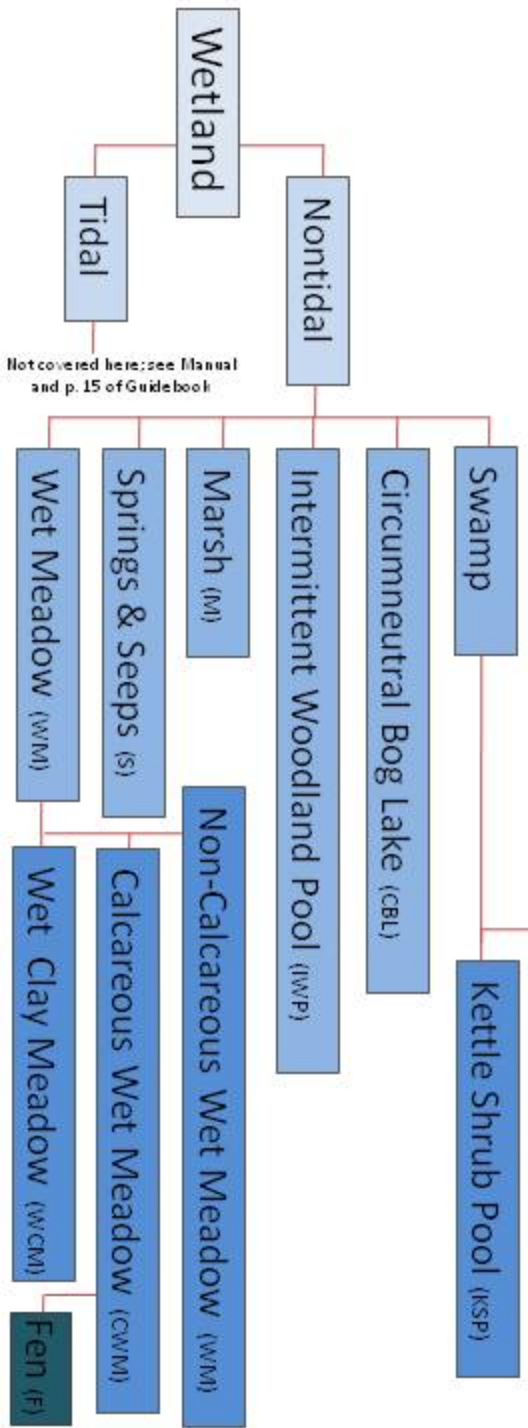 Wetland
Nontidal
Tidal
Not covered here; see Manual
and p. 15 of Guidebook
Swamp
Circumneutral Bog Lake (CBL)
Intermittent Woodland Pool (IWP)
Marsh (M)
Springs & Seeps (S)
Wet Meadow (WM)
Kettle Shrub Pool (KSP)
Non-Calcareous Wet Meadow (WM)
Calcareous Wet Meadow (CWM)
Wet Clay Meadow (WCM)
Fen (F)